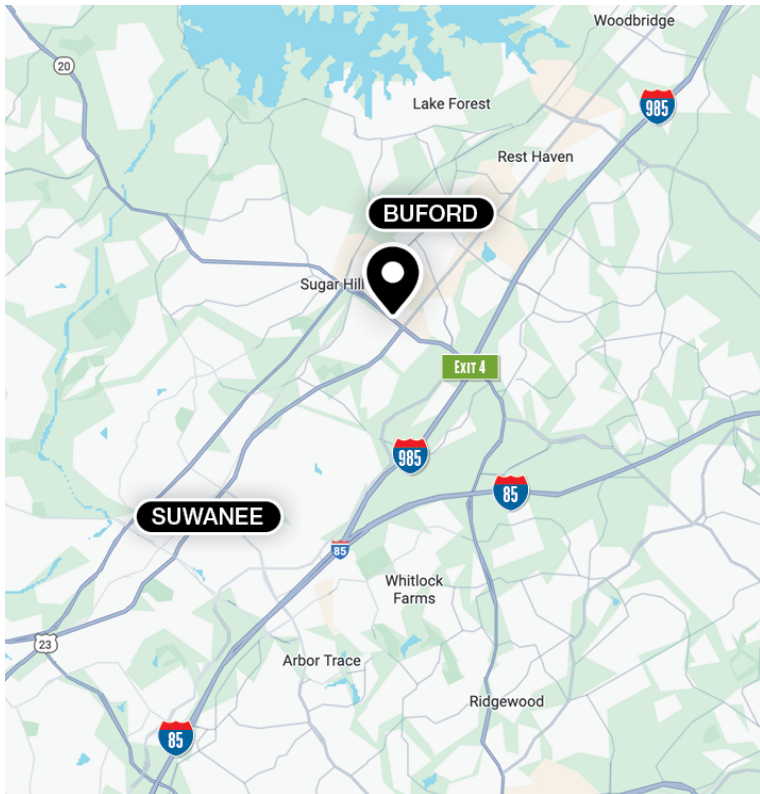 Woodbridge
20
985
Lake Forest
Rest Haven
BUFORD
Sugar Hill
EXIT 4
985
85
SUWANEE
85
Whitlock
Farms
23
Arbor Trace
Ridgewood
85